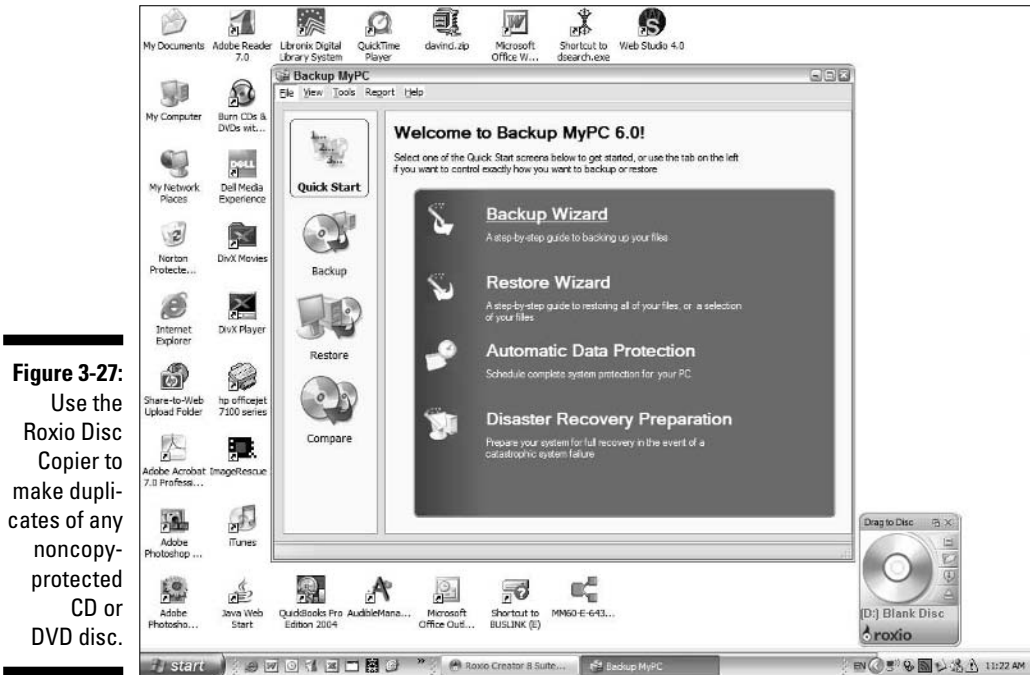 My Documents
Adobe Reader
7.0
Libronix Digital
Library System
QuickTime
Player
davinci.zip
Microsoft
Office W...
Shortcut to
dsearch.exe
Web Studio 4.0
My Computer
Burn CDs &
DVDs wit...
My Network
Places
Dell Media
Experience
Norton
Protecte...
DivX Movies
Internet
Explorer
DivX Player
Share-to-Web
Upload Folder
hp officejet
7100 series
Adobe Acrobat
7.0 Professi...
ImageRescue
Adobe
Photoshop ...
iTunes
Adobe
Photosho...
Java Web
Start
QuickBooks Pro
Edition 2004
AudibleMana...
Microsoft
Office Outl...
Shortcut to
BUSLINK (E)
MM60-E-643...
Backup MyPC
File View Tools Report Help
Quick Start
Backup
Restore
Compare
Welcome to Backup MyPC 6.0!
Select one of the Quick Start screens below to get started, or use the tab on the left
if you want to control exactly how you want to backup or restore
Backup Wizard
A step-by-step guide to backing up your files
Restore Wizard
A step-by-step guide to restoring all of your files, or a selection
of your files
Automatic Data Protection
Schedule complete system protection for your PC
Disaster Recovery Preparation
Prepare your system for full recovery in the event of a
catastrophic system failure
Drag to Disc
(D:) Blank Disc
roxio
start
Roxio Creator 8 Suite...
Backup MyPC
EN
11:22 AM
Figure 3-27:
Use the
Roxio Disc
Copier to
make dupli-
cates of any
noncopy-
protected
CD or
DVD disc.